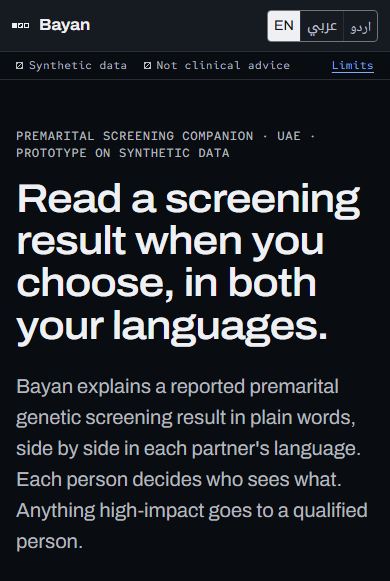 Bayan
EN عربي اردو
Synthetic data Not clinical advice Limits
PREMARITAL SCREENING COMPANION · UAE ·
PROTOTYPE ON SYNTHETIC DATA
Read a screening
result when you
choose, in both
your languages.
Bayan explains a reported premarital
genetic screening result in plain words,
side by side in each partner's language.
Each person decides who sees what.
Anything high-impact goes to a qualified
person.